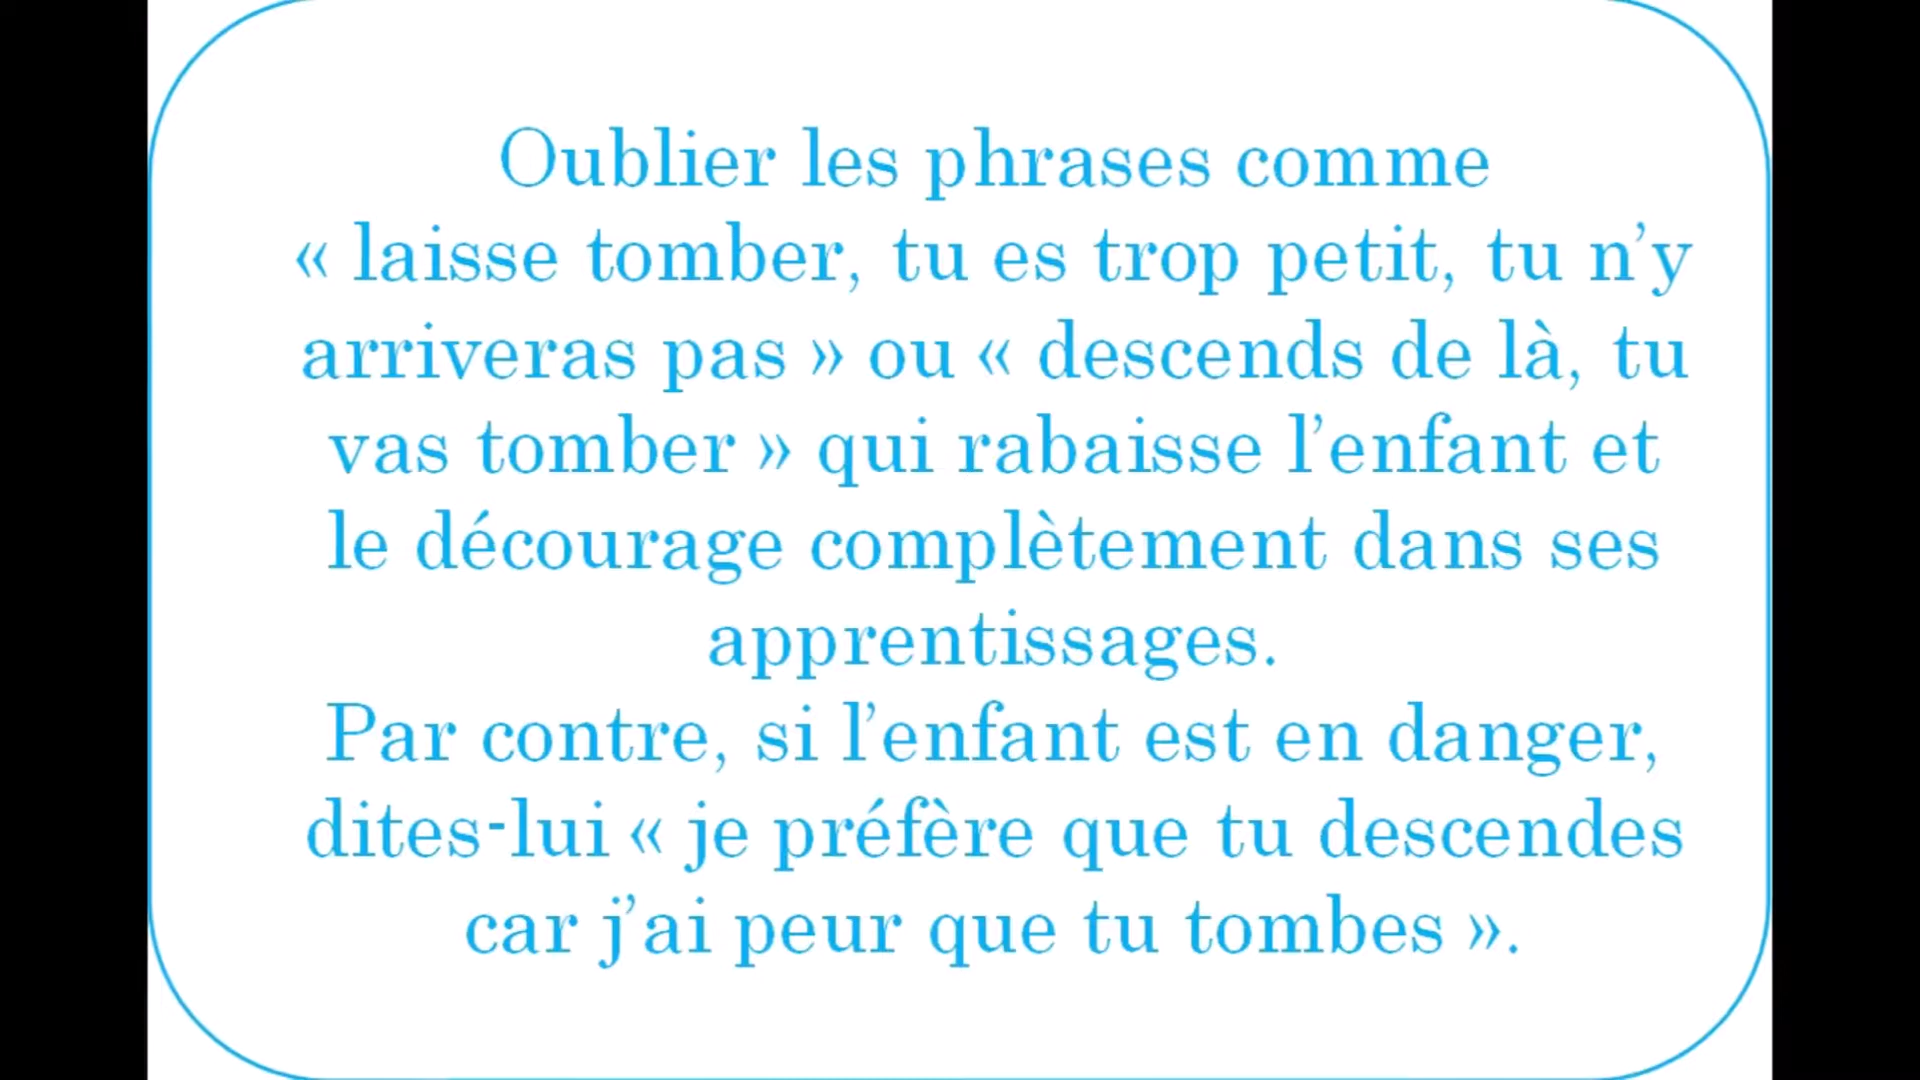 Oublier les phrases comme
« laisse tomber, tu es trop petit, tu n’y
arriveras pas » ou « descends de là, tu
vas tomber » qui rabaisse l’enfant et
le décourage complètement dans ses
apprentissages.
Par contre, si l’enfant est en danger,
dites-lui « je préfère que tu descendes
car j’ai peur que tu tombes ».